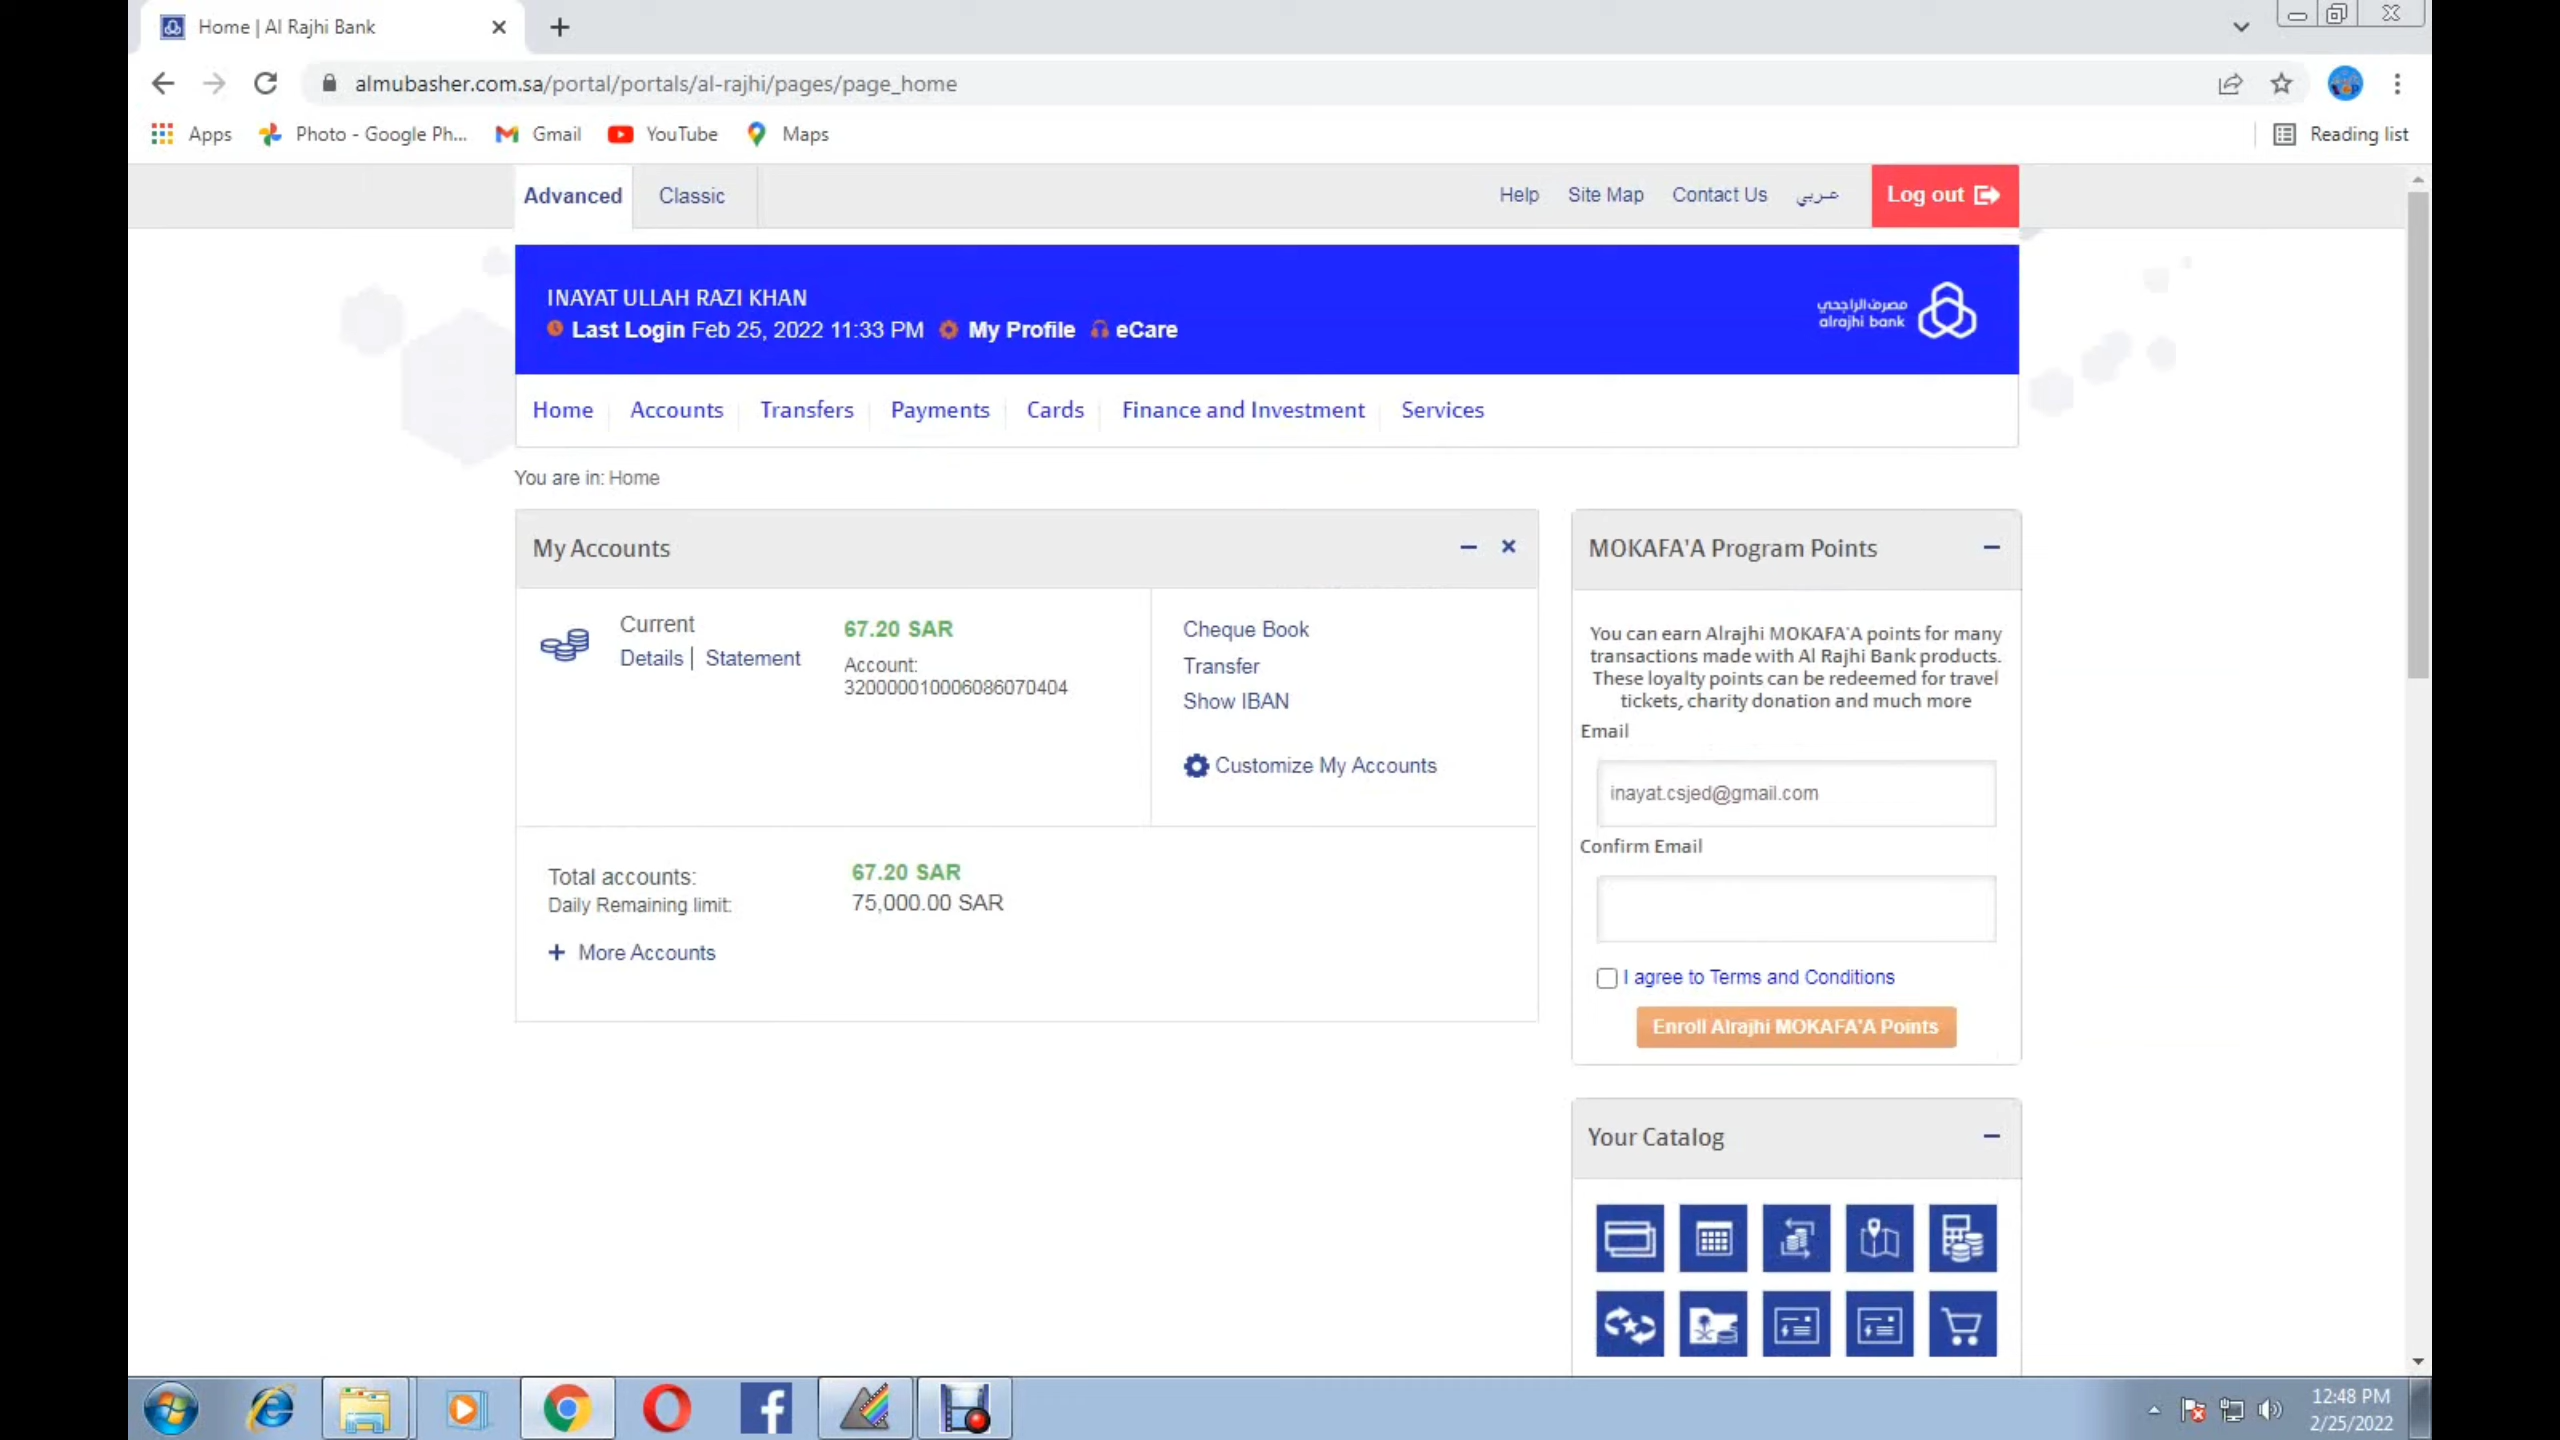 Home | Al Rajhi Bank
almubasher.com.sa/portal/portals/al-rajhi/pages/page_home
Apps Photo - Google Ph... Gmail YouTube Maps Reading list
Advanced Classic Help Site Map Contact Us عربي Log out
INAYAT ULLAH RAZI KHAN
Last Login Feb 25, 2022 11:33 PM My Profile eCare
مصرف الراجحي
alrajhi bank
Home Accounts Transfers Payments Cards Finance and Investment Services
You are in: Home
My Accounts
Current
Details | Statement
67.20 SAR
Account:
320000010006086070404
Cheque Book
Transfer
Show IBAN
Customize My Accounts
Total accounts: 67.20 SAR
Daily Remaining limit: 75,000.00 SAR
+ More Accounts
MOKAFA'A Program Points
You can earn Alrajhi MOKAFA'A points for many
transactions made with Al Rajhi Bank products.
These loyalty points can be redeemed for travel
tickets, charity donation and much more
Email
inayat.csjed@gmail.com
Confirm Email
I agree to Terms and Conditions
Enroll Alrajhi MOKAFA'A Points
Your Catalog
12:48 PM
2/25/2022